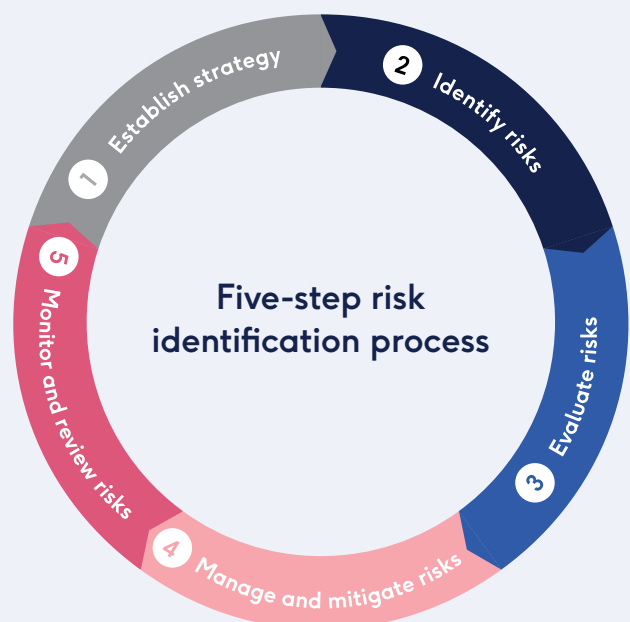 Five-step risk
identification process
1 Establish strategy
2 Identify risks
3 Evaluate risks
4 Manage and mitigate risks
5 Monitor and review risks